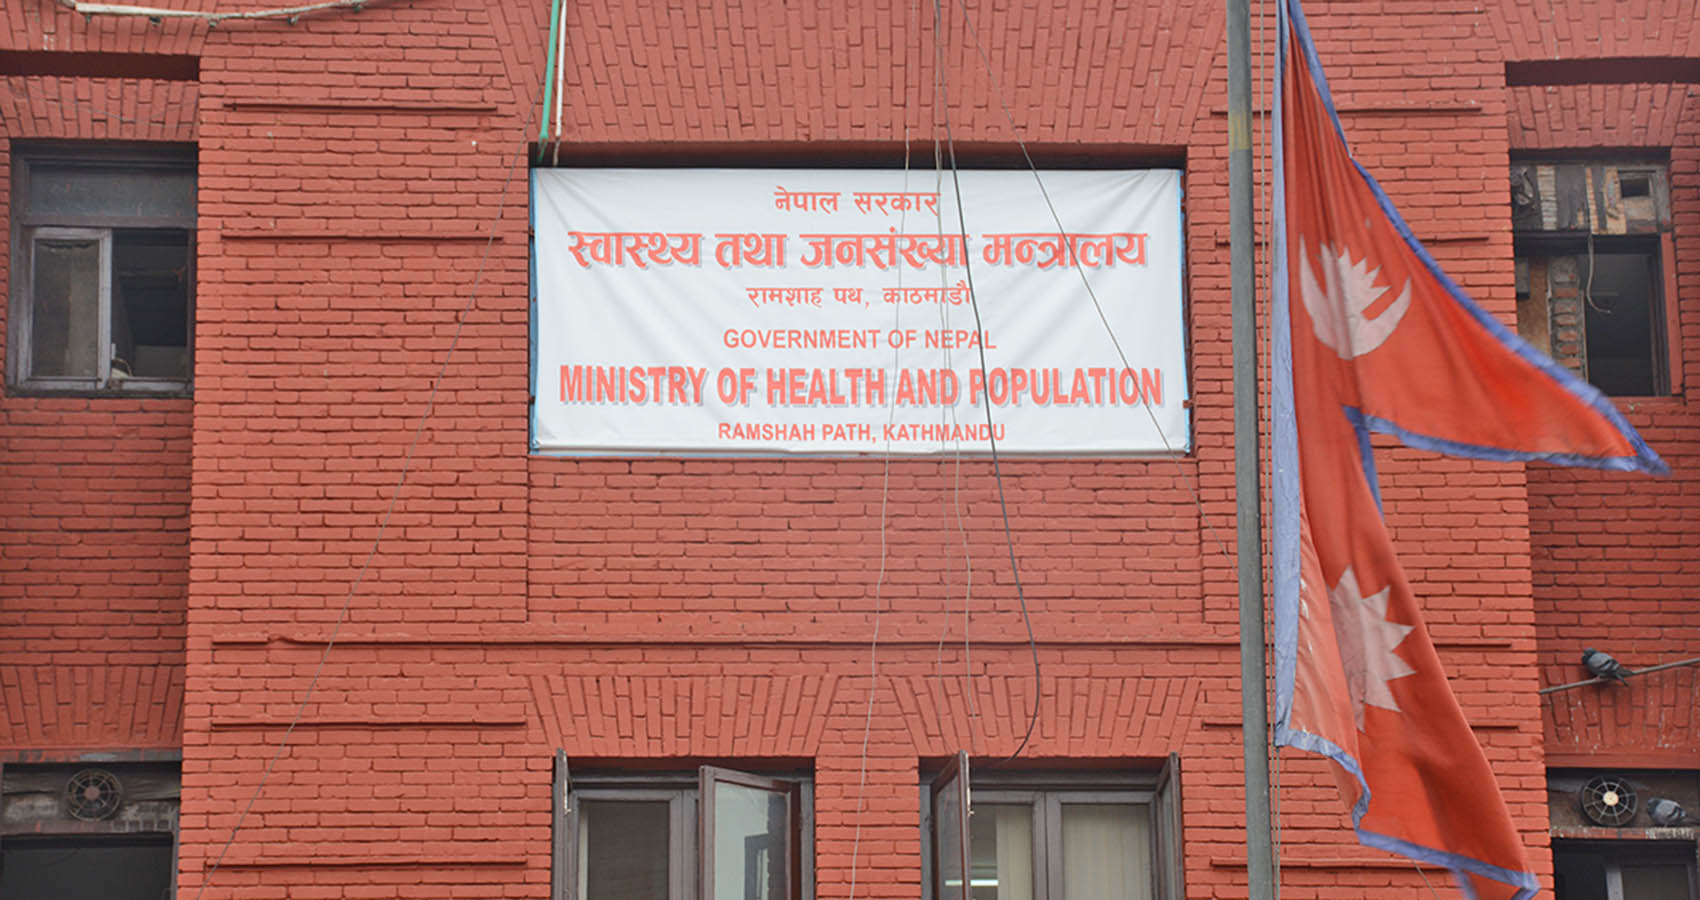 नेपाल सरकार
स्वास्थ्य तथा जनसंख्या मन्त्रालय
रामशाह पथ, काठमाडौं
GOVERNMENT OF NEPAL
MINISTRY OF HEALTH AND POPULATION
RAMSHAH PATH, KATHMANDU